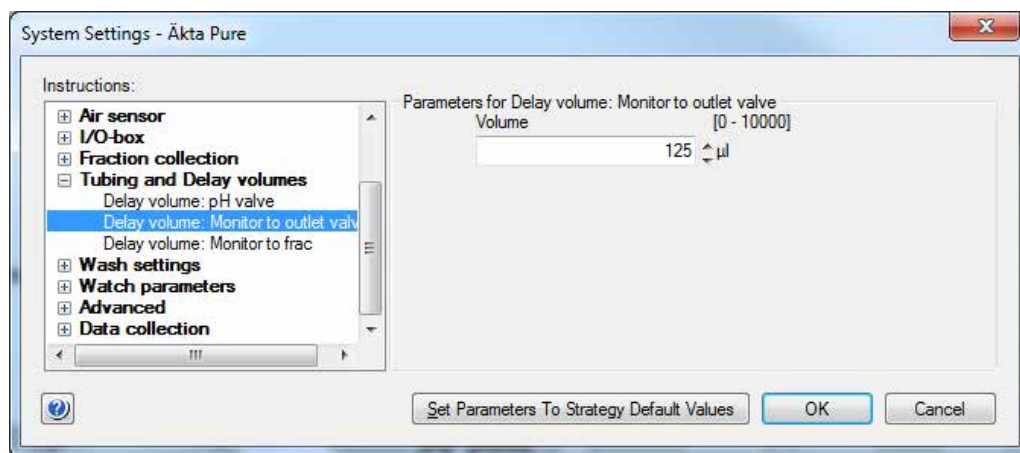 System Settings - Äkta Pure
Instructions:
Air sensor
I/O-box
Fraction collection
Tubing and Delay volumes
Delay volume: pH valve
Delay volume: Monitor to outlet valv
Delay volume: Monitor to frac
Wash settings
Watch parameters
Advanced
Data collection
Parameters for Delay volume: Monitor to outlet valve
Volume [0 - 10000]
125 µl
Set Parameters To Strategy Default Values OK Cancel